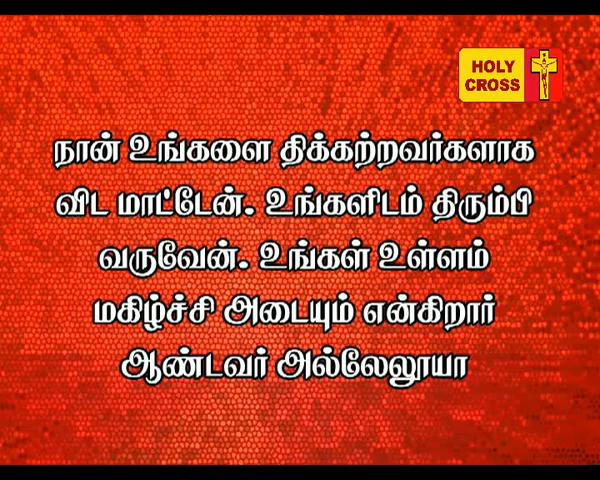 HOLY
CROSS
நான் உங்களை திக்கற்றவர்களாக
விட மாட்டேன். உங்களிடம் திரும்பி
வருவேன். உங்கள் உள்ளம்
மகிழ்ச்சி அடையும் என்கிறார்
ஆண்டவர் அல்லேலூயா